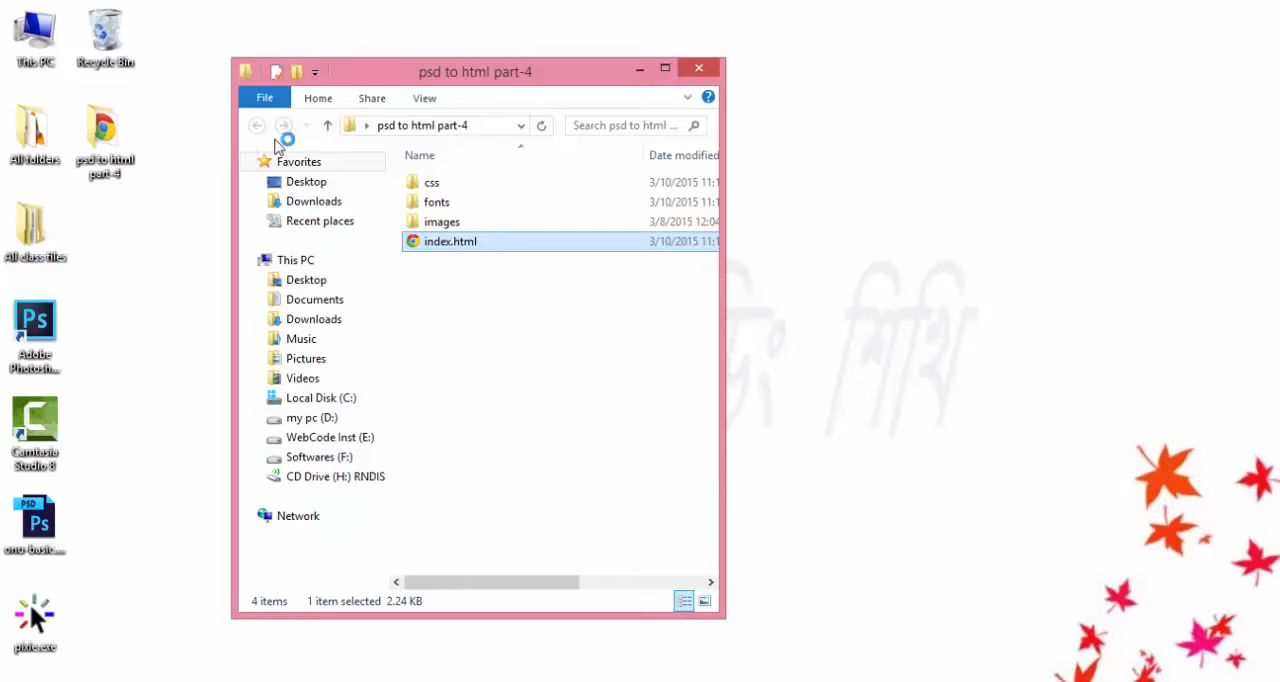 This PC
Recycle Bin
All folders
psd to html
part-4
All class files
Ps
Adobe
Photosh...
Camtasia
Studio 8
PSD
Ps
ono-basic....
pixie.exe
psd to html part-4
File Home Share View
psd to html part-4
Search psd to html ...
Name Date modified
Favorites
Desktop
Downloads
Recent places
This PC
Desktop
Documents
Downloads
Music
Pictures
Videos
Local Disk (C:)
my pc (D:)
WebCode Inst (E:)
Softwares (F:)
CD Drive (H:) RNDIS
Network
css 3/10/2015 11:1
fonts 3/10/2015 11:1
images 3/8/2015 12:04
index.html 3/10/2015 11:1
4 items 1 item selected 2.24 KB
শিখি